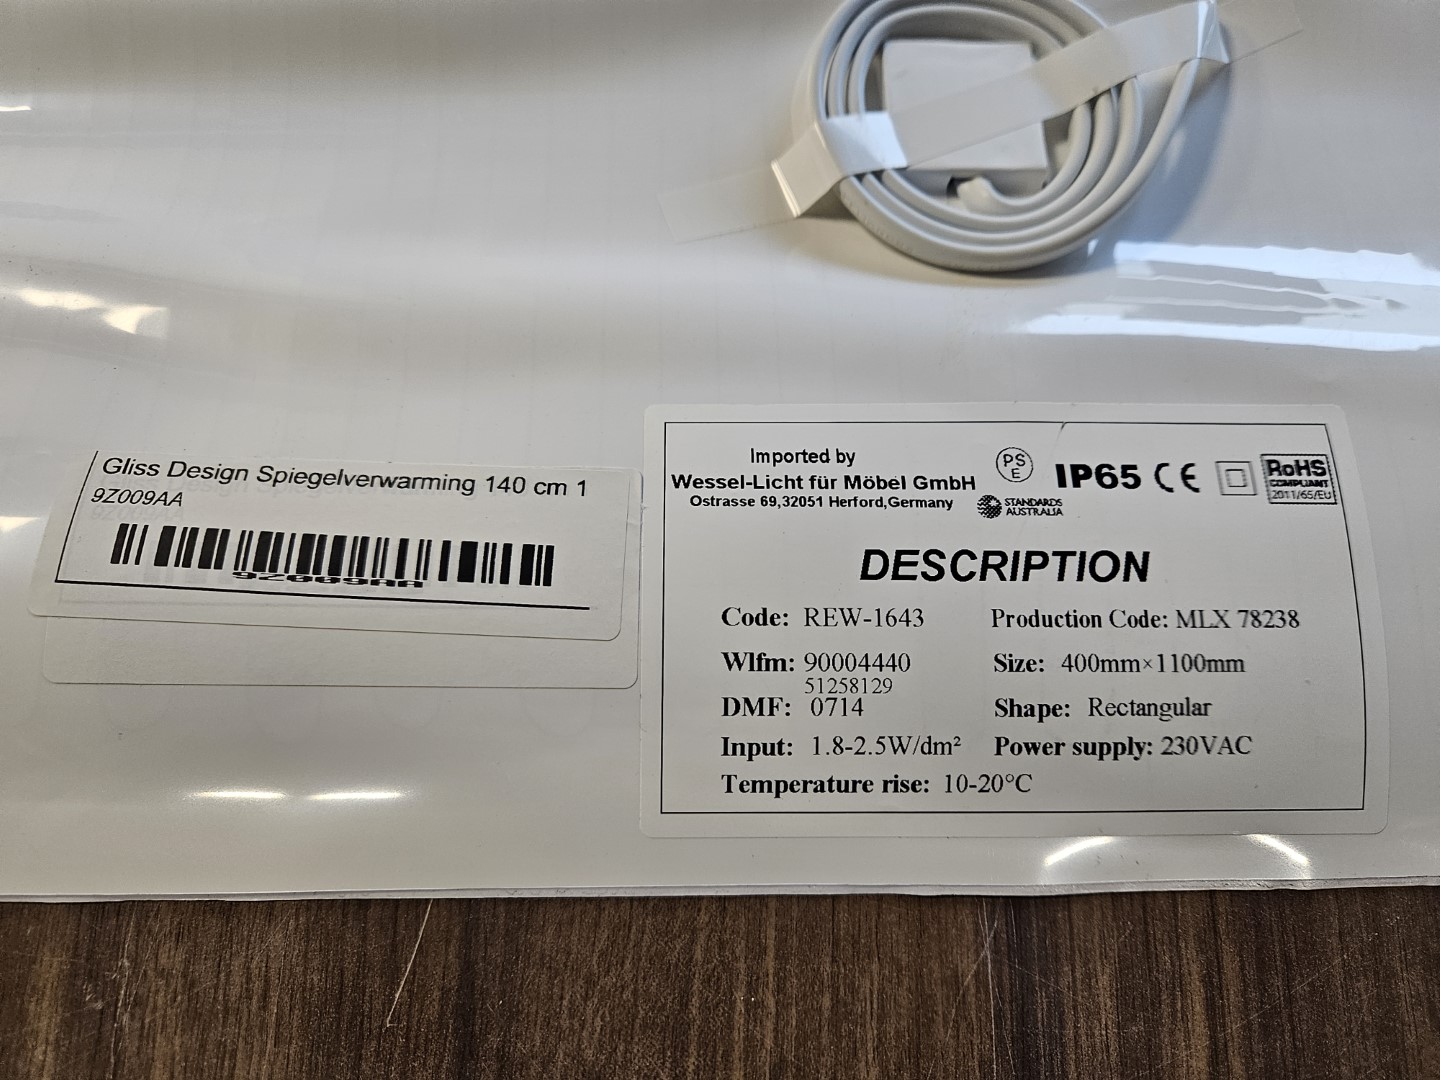 Gliss Design Spiegelverwarming 140 cm 1
9Z009AA
9Z009AA
Imported by
Wessel-Licht für Möbel GmbH
Ostrasse 69,32051 Herford,Germany
PS
E
STANDARDS
AUSTRALIA
IP65 CE
RoHS
COMPLIANT
2011/65/EU
DESCRIPTION
Code: REW-1643
Production Code: MLX 78238
Wlfm: 90004440
51258129
Size: 400mm×1100mm
DMF: 0714
Shape: Rectangular
Input: 1.8-2.5W/dm²
Power supply: 230VAC
Temperature rise: 10-20°C